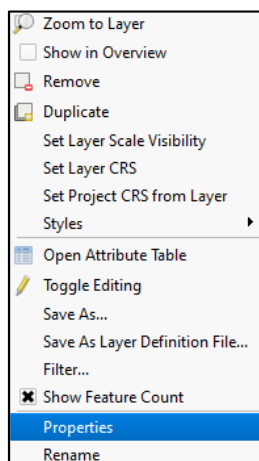 Zoom to Layer
Show in Overview
Remove
Duplicate
Set Layer Scale Visibility
Set Layer CRS
Set Project CRS from Layer
Styles
Open Attribute Table
Toggle Editing
Save As...
Save As Layer Definition File...
Filter...
Show Feature Count
Properties
Rename